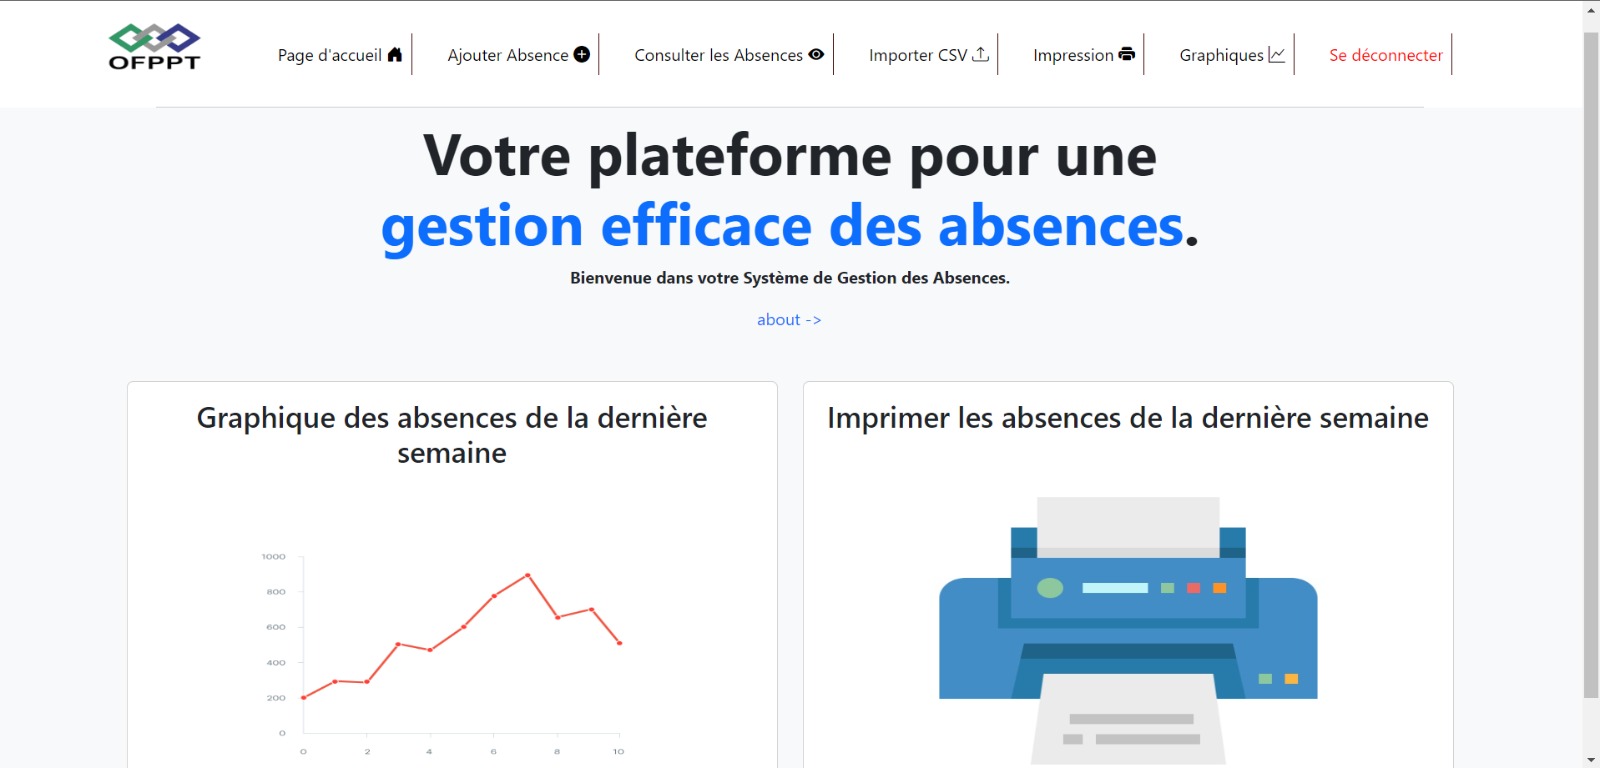 OFPPT
Page d'accueil
Ajouter Absence
Consulter les Absences
Importer CSV
Impression
Graphiques
Se déconnecter
Votre plateforme pour une
gestion efficace des absences.
Bienvenue dans votre Système de Gestion des Absences.
about ->
Graphique des absences de la dernière
semaine
1000
800
600
400
200
0
0 2 4 6 8 10
Imprimer les absences de la dernière semaine